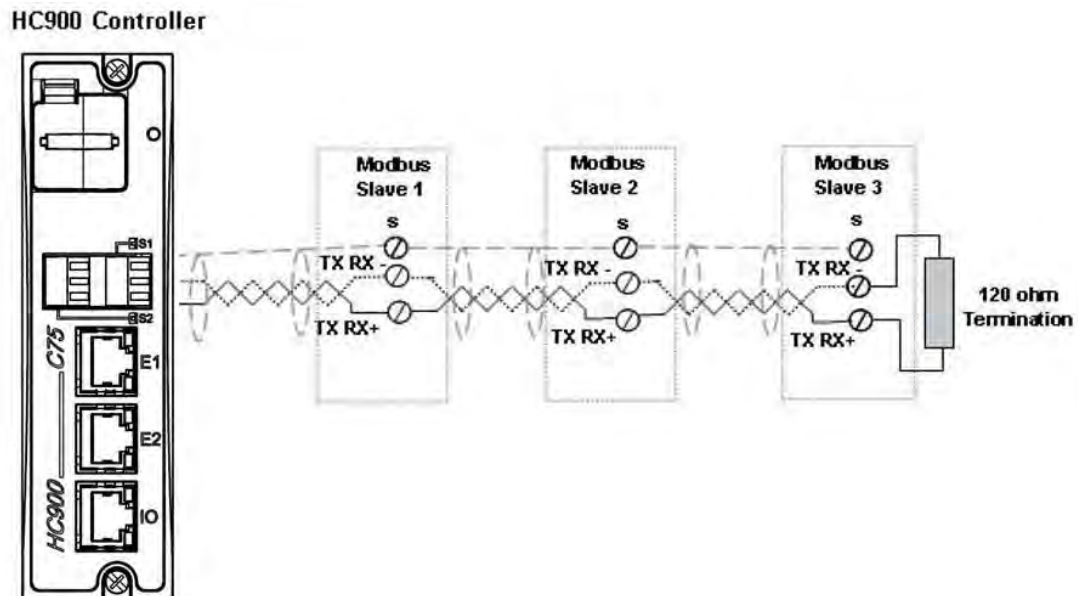 HC900 Controller
S1
S2
C75
E1
E2
HC900
IO
Modbus
Slave 1
S
TX RX -
TX RX+
Modbus
Slave 2
S
TX RX -
TX RX+
Modbus
Slave 3
S
TX RX -
TX RX+
120 ohm
Termination